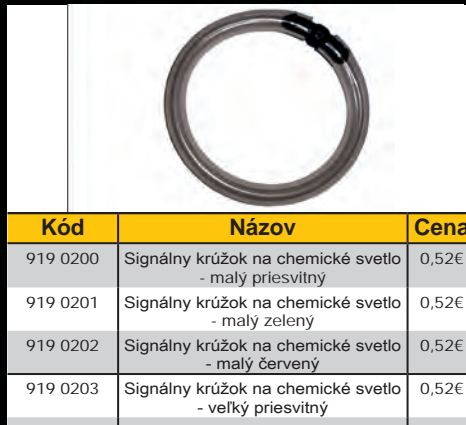 Kód Názov Cena
919 0200 Signálny krúžok na chemické svetlo 0,52€
- malý priesvitný
919 0201 Signálny krúžok na chemické svetlo 0,52€
- malý zelený
919 0202 Signálny krúžok na chemické svetlo 0,52€
- malý červený
919 0203 Signálny krúžok na chemické svetlo 0,52€
- veľký priesvitný